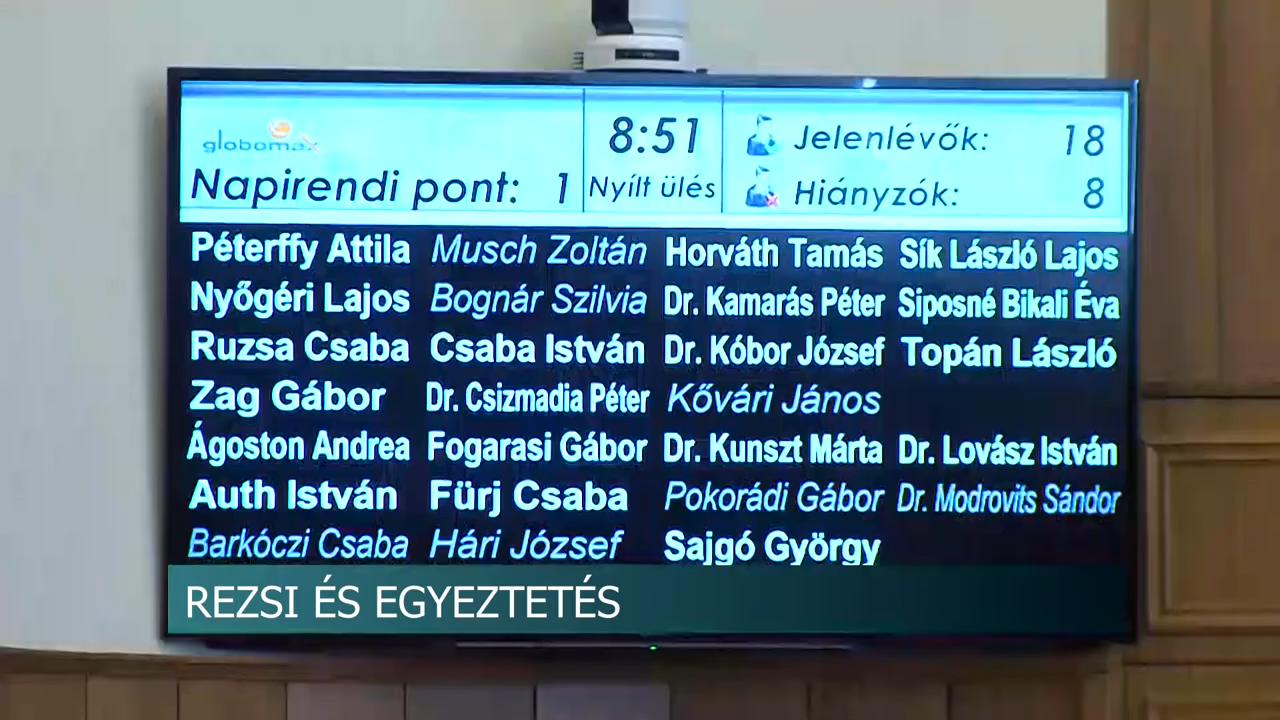 globomax
8:51
Jelenlévők: 18
Napirendi pont: 1
Nyílt ülés
Hiányzók: 8
Péterffy Attila Musch Zoltán Horváth Tamás Sík László Lajos
Nyőgéri Lajos Bognár Szilvia Dr. Kamarás Péter Siposné Bikali Éva
Ruzsa Csaba Csaba István Dr. Kóbor József Topán László
Zag Gábor Dr. Csizmadia Péter Kővári János
Ágoston Andrea Fogarasi Gábor Dr. Kunszt Márta Dr. Lovász István
Auth István Fürj Csaba Pokorádi Gábor Dr. Modrovits Sándor
Barkóczi Csaba Hári József Sajgó György
REZSI ÉS EGYEZTETÉS